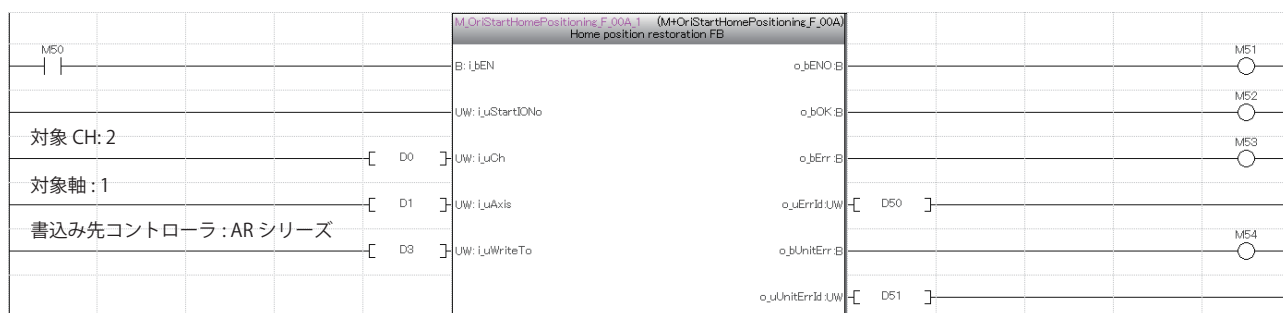 M_OriStartHomePositioning_F_00A_1 (M+OriStartHomePositioning_F_00A)
Home position restoration FB
M50
B: i_bEN
o_bENO:B
M51
UW: i_uStartIONo
o_bOK:B
M52
対象 CH: 2
D0
UW: i_uCh
o_bErr:B
M53
対象軸 : 1
D1
UW: i_uAxis
o_uErrId:UW
D50
書込み先コントローラ : AR シリーズ
D3
UW: i_uWriteTo
o_bUnitErr:B
M54
o_uUnitErrId:UW
D51